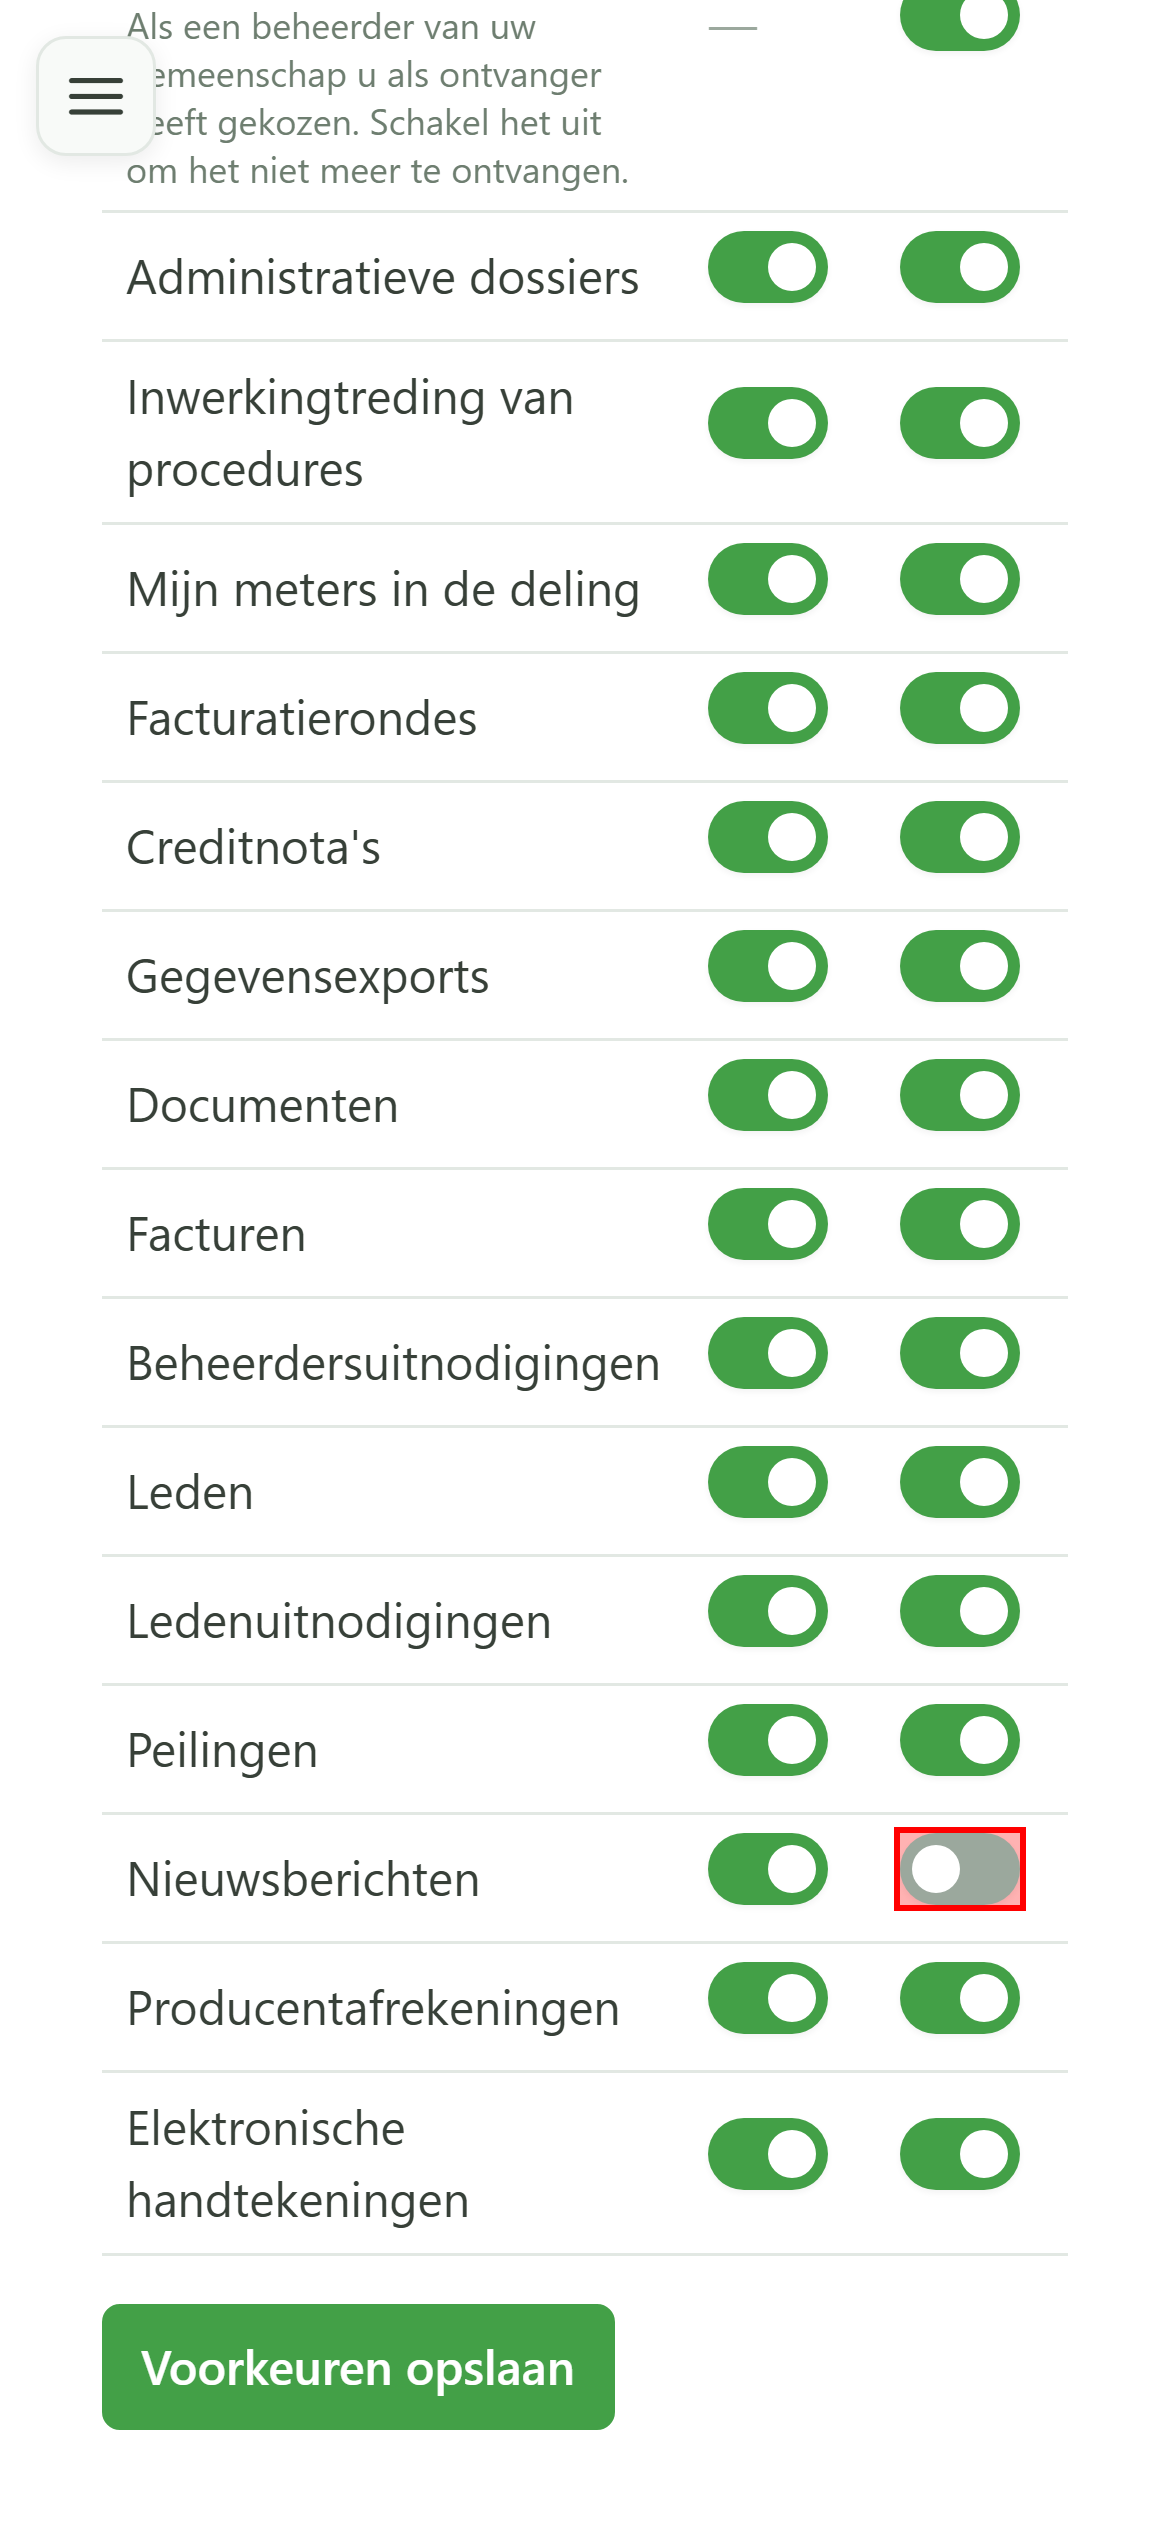 Als een beheerder van uw
emeenschap u als ontvanger
eeft gekozen. Schakel het uit
om het niet meer te ontvangen.
Administratieve dossiers
Inwerkingtreding van
procedures
Mijn meters in de deling
Facturatierondes
Creditnota's
Gegevensexports
Documenten
Facturen
Beheerdersuitnodigingen
Leden
Ledenuitnodigingen
Peilingen
Nieuwsberichten
Producentafrekeningen
Elektronische
handtekeningen
Voorkeuren opslaan